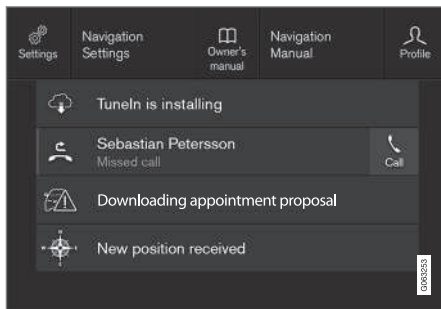 Settings
Navigation
Settings
Owner's
manual
Navigation
Manual
Profile
TuneIn is installing
Sebastian Petersson
Missed call
Call
Downloading appointment proposal
New position received
G063253